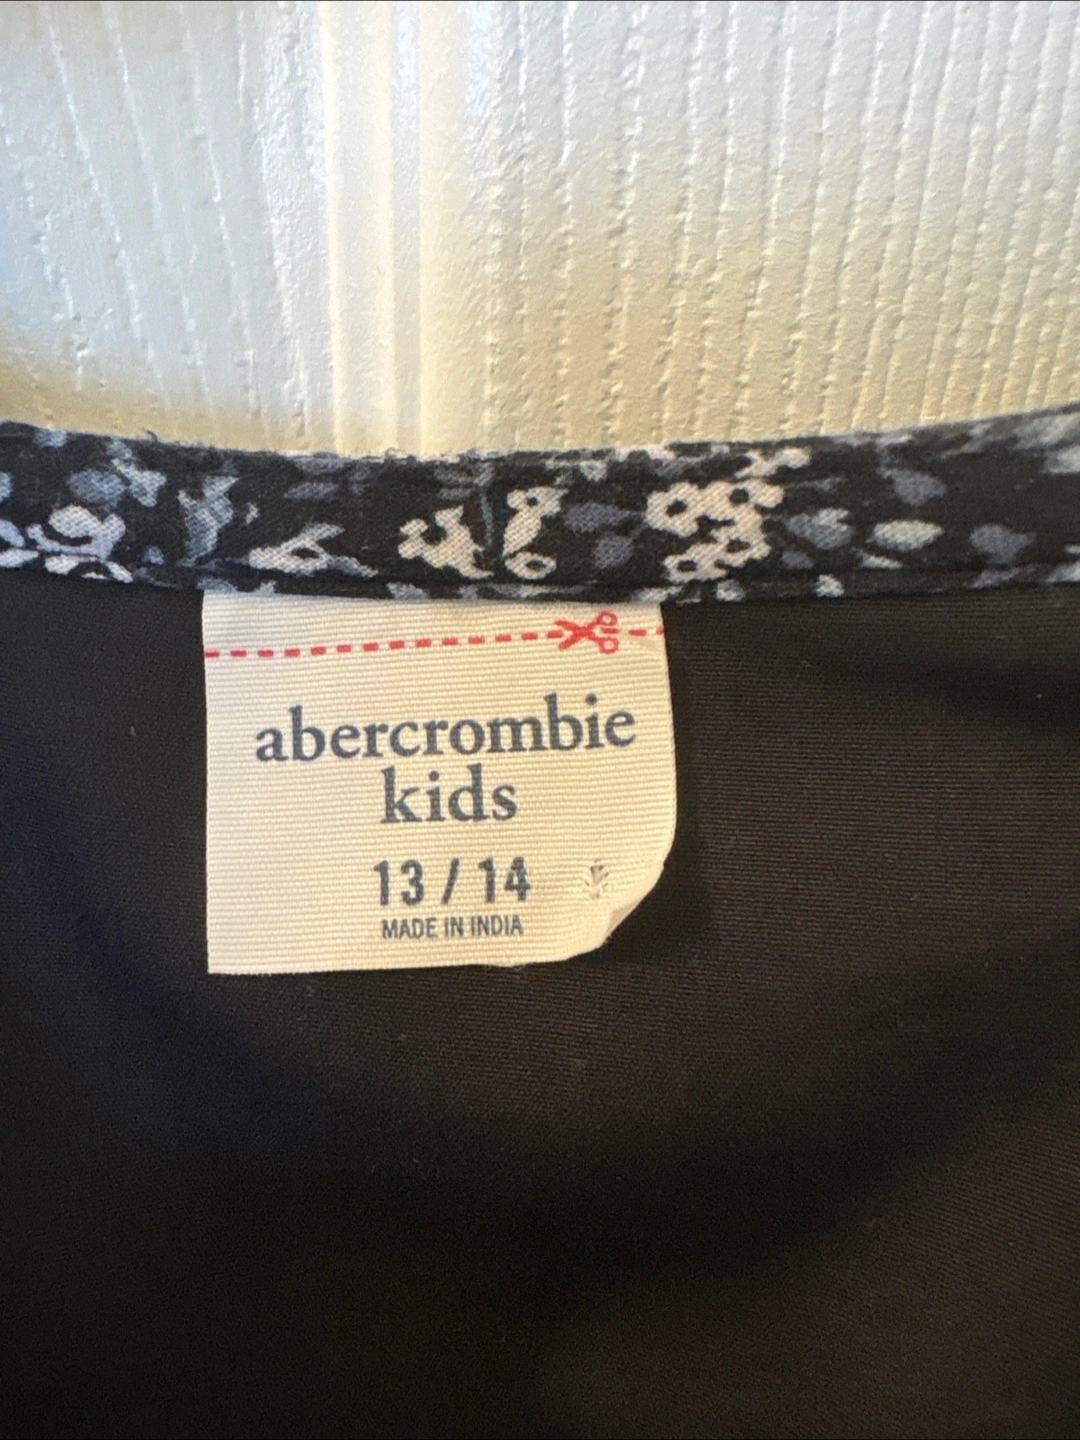 abercrombie
kids
13 / 14
MADE IN INDIA